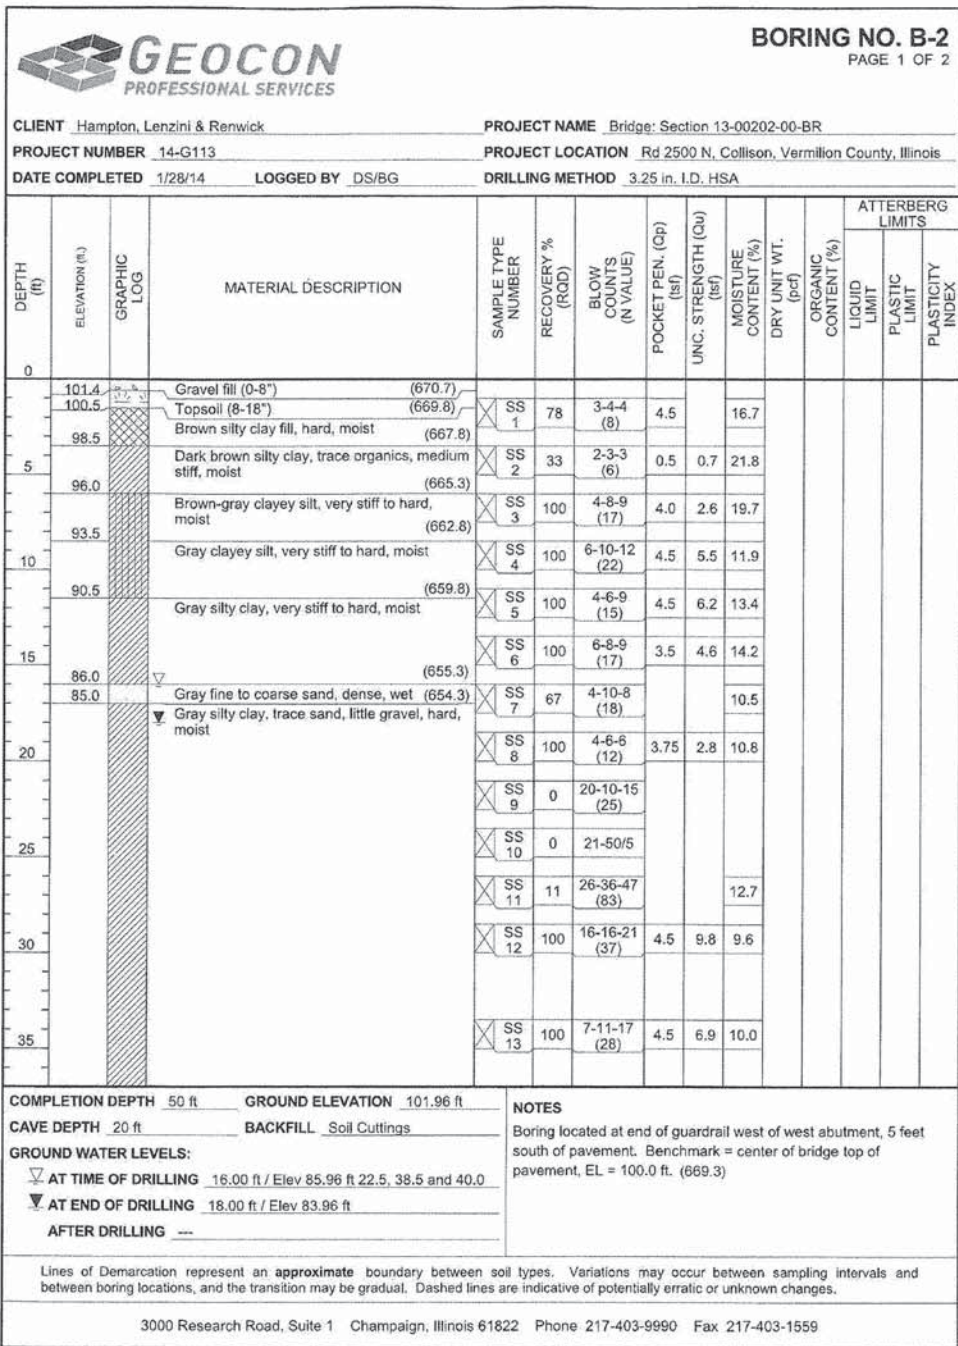 GEOCON
PROFESSIONAL SERVICES
BORING NO. B-2
PAGE 1 OF 2
CLIENT Hampton, Lenzini & Renwick PROJECT NAME Bridge: Section 13-00202-00-BR
PROJECT NUMBER 14-G113 PROJECT LOCATION Rd 2500 N, Collison, Vermilion County, Illinois
DATE COMPLETED 1/28/14 LOGGED BY DS/BG DRILLING METHOD 3.25 in. I.D. HSA
DEPTH (ft)
ELEVATION (ft.)
GRAPHIC LOG
MATERIAL DESCRIPTION
SAMPLE TYPE NUMBER
RECOVERY % (RQD)
BLOW COUNTS (N VALUE)
POCKET PEN. (Qp) (tsf)
UNC. STRENGTH (Qu) (tsf)
MOISTURE CONTENT (%)
DRY UNIT WT. (pcf)
ORGANIC CONTENT (%)
ATTERBERG LIMITS
LIQUID LIMIT
PLASTIC LIMIT
PLASTICITY INDEX
0
101.4 Gravel fill (0-8") (670.7)
100.5 Topsoil (8-18") (669.8)
SS 1 78 3-4-4 (8) 4.5 16.7
Brown silty clay fill, hard, moist (667.8)
98.5
Dark brown silty clay, trace organics, medium stiff, moist (665.3)
SS 2 33 2-3-3 (6) 0.5 0.7 21.8
5
96.0
Brown-gray clayey silt, very stiff to hard, moist (662.8)
SS 3 100 4-8-9 (17) 4.0 2.6 19.7
93.5
Gray clayey silt, very stiff to hard, moist
SS 4 100 6-10-12 (22) 4.5 5.5 11.9
10
90.5 (659.8)
Gray silty clay, very stiff to hard, moist
SS 5 100 4-6-9 (15) 4.5 6.2 13.4
15
SS 6 100 6-8-9 (17) 3.5 4.6 14.2
86.0 (655.3)
85.0 Gray fine to coarse sand, dense, wet (654.3)
SS 7 67 4-10-8 (18) 10.5
Gray silty clay, trace sand, little gravel, hard, moist
20
SS 8 100 4-6-6 (12) 3.75 2.8 10.8
SS 9 0 20-10-15 (25)
25
SS 10 0 21-50/5
SS 11 11 26-36-47 (83) 12.7
30
SS 12 100 16-16-21 (37) 4.5 9.8 9.6
35
SS 13 100 7-11-17 (28) 4.5 6.9 10.0
COMPLETION DEPTH 50 ft GROUND ELEVATION 101.96 ft
CAVE DEPTH 20 ft BACKFILL Soil Cuttings
GROUND WATER LEVELS:
AT TIME OF DRILLING 16.00 ft / Elev 85.96 ft 22.5, 38.5 and 40.0
AT END OF DRILLING 18.00 ft / Elev 83.96 ft
AFTER DRILLING ---
NOTES
Boring located at end of guardrail west of west abutment, 5 feet
south of pavement. Benchmark = center of bridge top of
pavement, EL = 100.0 ft. (669.3)
Lines of Demarcation represent an approximate boundary between soil types. Variations may occur between sampling intervals and
between boring locations, and the transition may be gradual. Dashed lines are indicative of potentially erratic or unknown changes.
3000 Research Road, Suite 1 Champaign, Illinois 61822 Phone 217-403-9990 Fax 217-403-1559